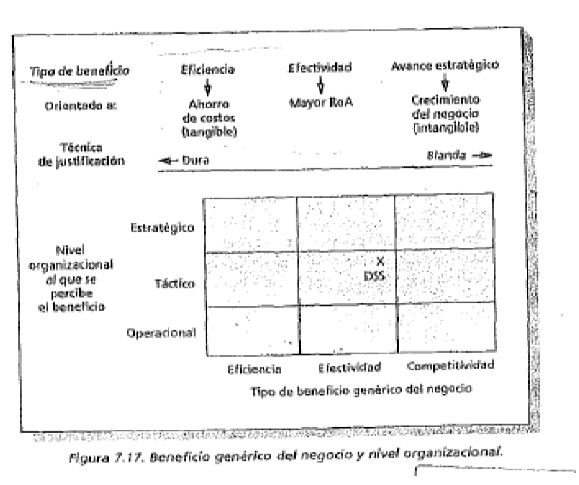 Tipo de beneficio Eficiencia Efectividad Avance estratégico
Orientado a: Ahorro de costos (tangible) Mayor RoA Crecimiento del negocio (intangible)
Técnica de justificación Dura Blanda
Nivel
organizacional
al que se
percibe
el beneficio
Estratégico
Táctico
Operacional
X
DSS
Eficiencia Efectividad Competitividad
Tipo de beneficio genérico del negocio
Figura 7.17. Beneficio genérico del negocio y nivel organizacional.